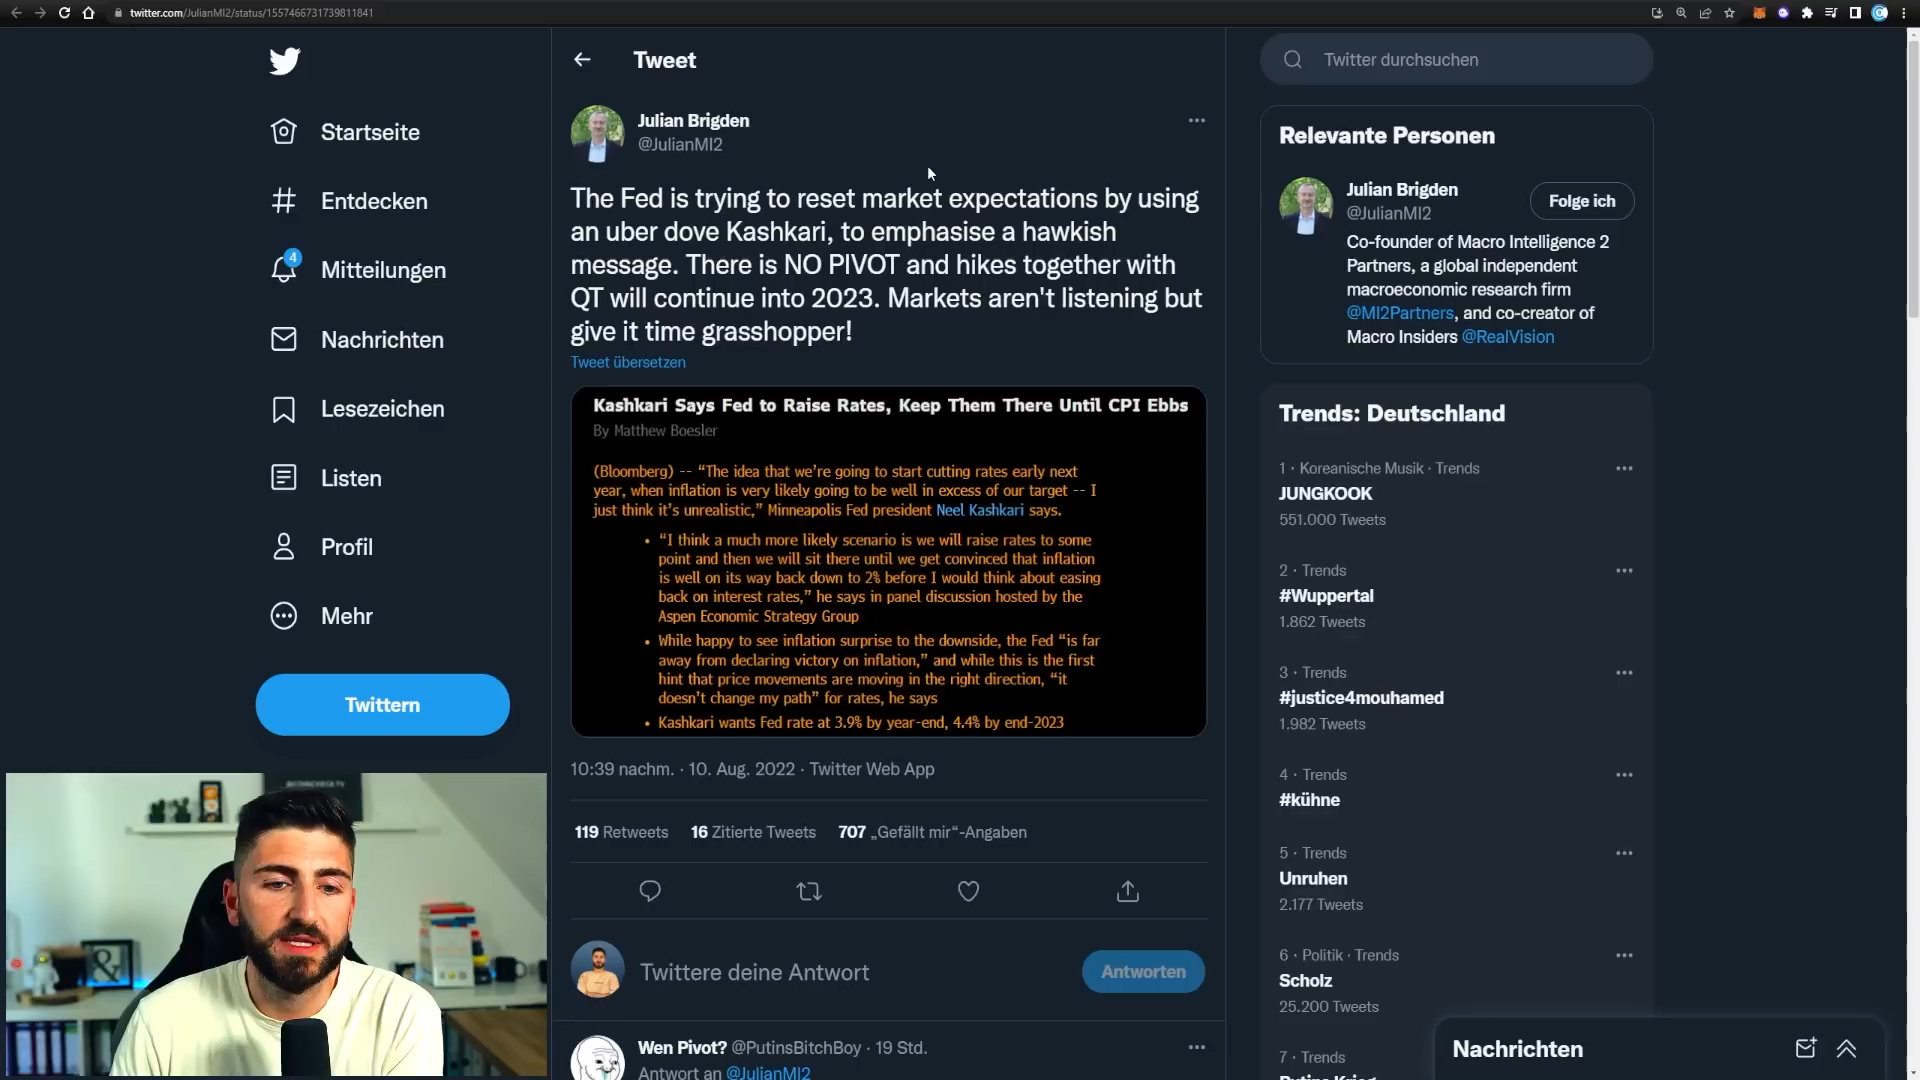 twitter.com/JulianMI2/status/1557466731739811841
Tweet
Twitter durchsuchen
Startseite
Entdecken
4
Mitteilungen
Nachrichten
Lesezeichen
Listen
Profil
Mehr
Twittern
Julian Brigden
@JulianMI2
The Fed is trying to reset market expectations by using
an uber dove Kashkari, to emphasise a hawkish
message. There is NO PIVOT and hikes together with
QT will continue into 2023. Markets aren't listening but
give it time grasshopper!
Tweet übersetzen
Kashkari Says Fed to Raise Rates, Keep Them There Until CPI Ebbs
By Matthew Boesler
(Bloomberg) -- “The idea that we’re going to start cutting rates early next
year, when inflation is very likely going to be well in excess of our target -- I
just think it’s unrealistic,” Minneapolis Fed president Neel Kashkari says.
• “I think a much more likely scenario is we will raise rates to some
point and then we will sit there until we get convinced that inflation
is well on its way back down to 2% before I would think about easing
back on interest rates,” he says in panel discussion hosted by the
Aspen Economic Strategy Group
• While happy to see inflation surprise to the downside, the Fed “is far
away from declaring victory on inflation,” and while this is the first
hint that price movements are moving in the right direction, “it
doesn’t change my path” for rates, he says
• Kashkari wants Fed rate at 3.9% by year-end, 4.4% by end-2023
10:39 nachm. · 10. Aug. 2022 · Twitter Web App
119 Retweets 16 Zitierte Tweets 707 „Gefällt mir“-Angaben
Twittere deine Antwort
Antworten
Wen Pivot? @PutinsBitchBoy · 19 Std.
Antwort an @JulianMI2
Relevante Personen
Julian Brigden
@JulianMI2
Folge ich
Co-founder of Macro Intelligence 2
Partners, a global independent
macroeconomic research firm
@MI2Partners, and co-creator of
Macro Insiders @RealVision
Trends: Deutschland
1 · Koreanische Musik · Trends
JUNGKOOK
551.000 Tweets
2 · Trends
#Wuppertal
1.862 Tweets
3 · Trends
#justice4mouhamed
1.982 Tweets
4 · Trends
#kühne
5 · Trends
Unruhen
2.177 Tweets
6 · Politik · Trends
Scholz
25.200 Tweets
7 · Trends
Nachrichten
&